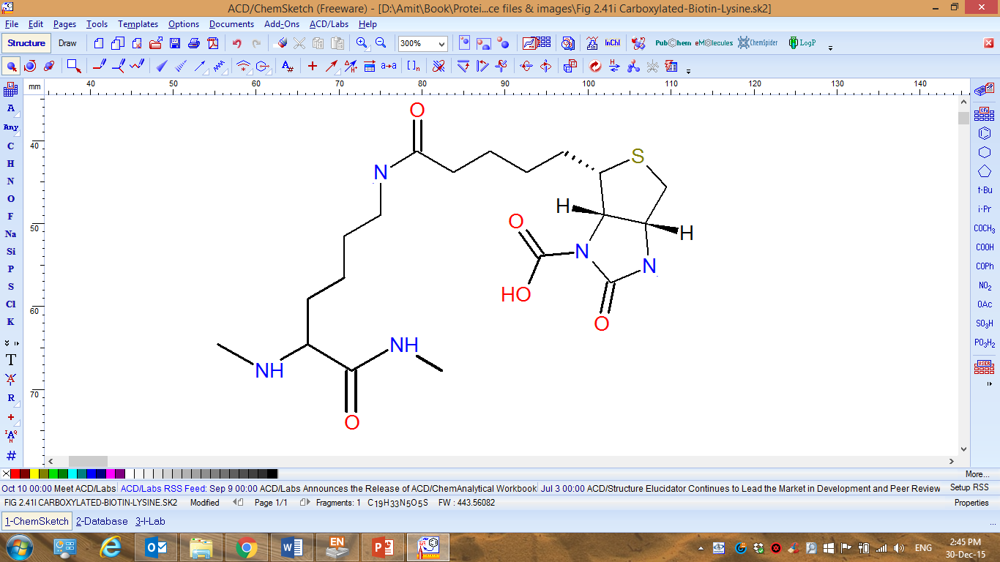 ACD/ChemSketch (Freeware) - [D:\Amit\Book\Protei...ce files & images\Fig 2.41i Carboxylated-Biotin-Lysine.sk2]
File Edit Pages Tools Templates Options Documents Add-Ons ACD/Labs Help
Structure Draw 300% InChI PubChem eMolecules ChemSpider LogP
A# a→a []n H
mm 40 50 60 70 80 90 100 110 120 130 140
A
Any
C
H
N
O
F
Na
Si
P
S
Cl
K
T
A
R
+
#
40
50
60
70
O
S
N
H
O
H
N
N
HO
O
NH
NH
O
CF3
t-Bu
i-Pr
COCH3
COOH
COPh
NO2
OAc
SO3H
PO3H2
USER
More...
Oct 10 00:00 Meet ACD/Labs ACD/Labs RSS Feed: Sep 9 00:00 ACD/Labs Announces the Release of ACD/ChemAnalytical Workbook Jul 3 00:00 ACD/Structure Elucidator Continues to Lead the Market in Development and Peer Review Setup RSS
FIG 2.41I CARBOXYLATED-BIOTIN-LYSINE.SK2 Modified Page 1/1 Fragments: 1 C19H33N5O5S FW : 443.56082 Properties
1-ChemSketch 2-Database 3-I-Lab ...
EN ENG 2:45 PM
30-Dec-15